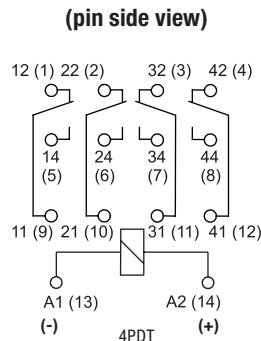 (pin side view)
12 (1) 22 (2) 32 (3) 42 (4)
14 24 34 44
(5) (6) (7) (8)
11 (9) 21 (10) 31 (11) 41 (12)
A1 (13) A2 (14)
(-) (+)
4PDT